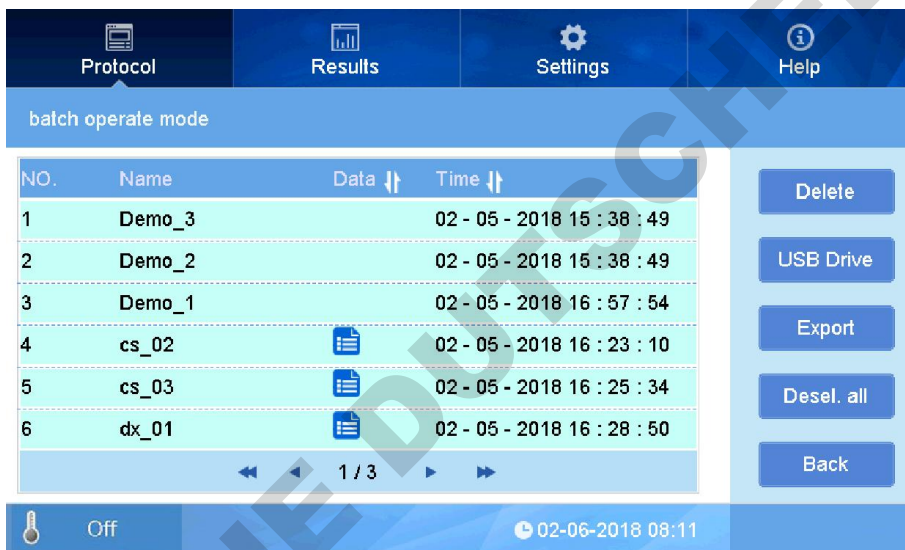 Protocol Results Settings Help
batch operate mode
NO. Name Data Time
1 Demo_3 02 - 05 - 2018 15 : 38 : 49
2 Demo_2 02 - 05 - 2018 15 : 38 : 49
3 Demo_1 02 - 05 - 2018 16 : 57 : 54
4 cs_02 02 - 05 - 2018 16 : 23 : 10
5 cs_03 02 - 05 - 2018 16 : 25 : 34
6 dx_01 02 - 05 - 2018 16 : 28 : 50
1 / 3
Delete
USB Drive
Export
Desel. all
Back
Off 02-06-2018 08:11